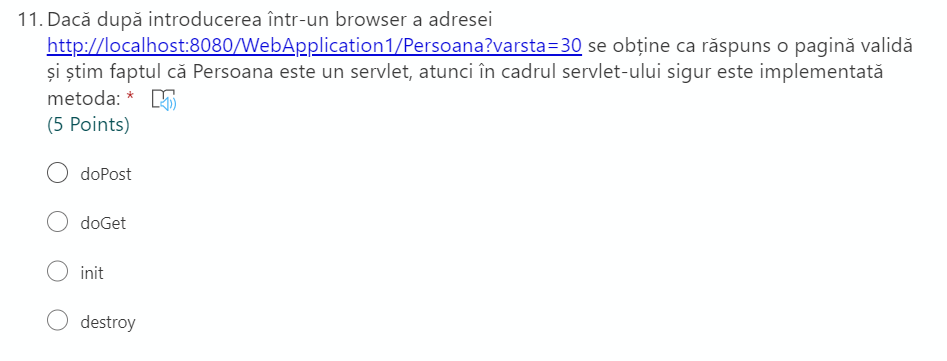 11. Dacă după introducerea într-un browser a adresei
http://localhost:8080/WebApplication1/Persoana?varsta=30 se obține ca răspuns o pagină validă
și știm faptul că Persoana este un servlet, atunci în cadrul servlet-ului sigur este implementată
metoda: *
(5 Points)
doPost
doGet
init
destroy